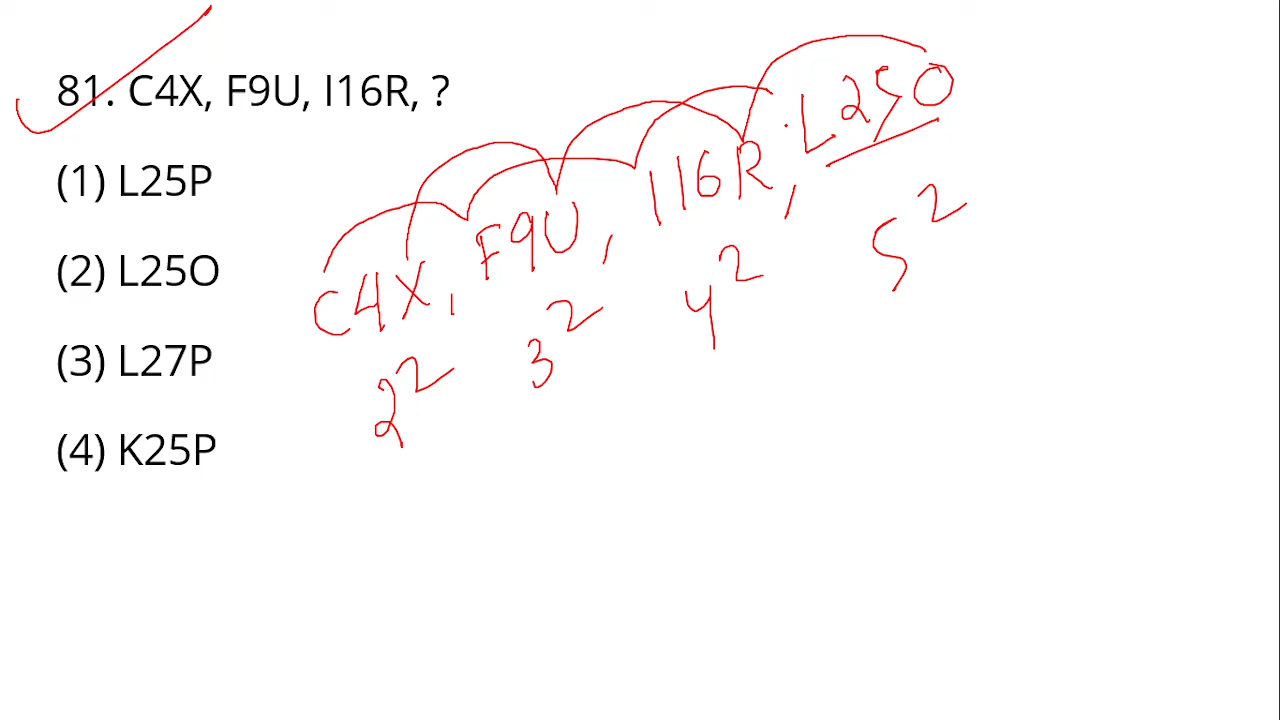 81. C4X, F9U, I16R, ?
(1) L25P
(2) L25O
(3) L27P
(4) K25P
C4X, F9U, I16R, L25O
2² 3² 4² 5²